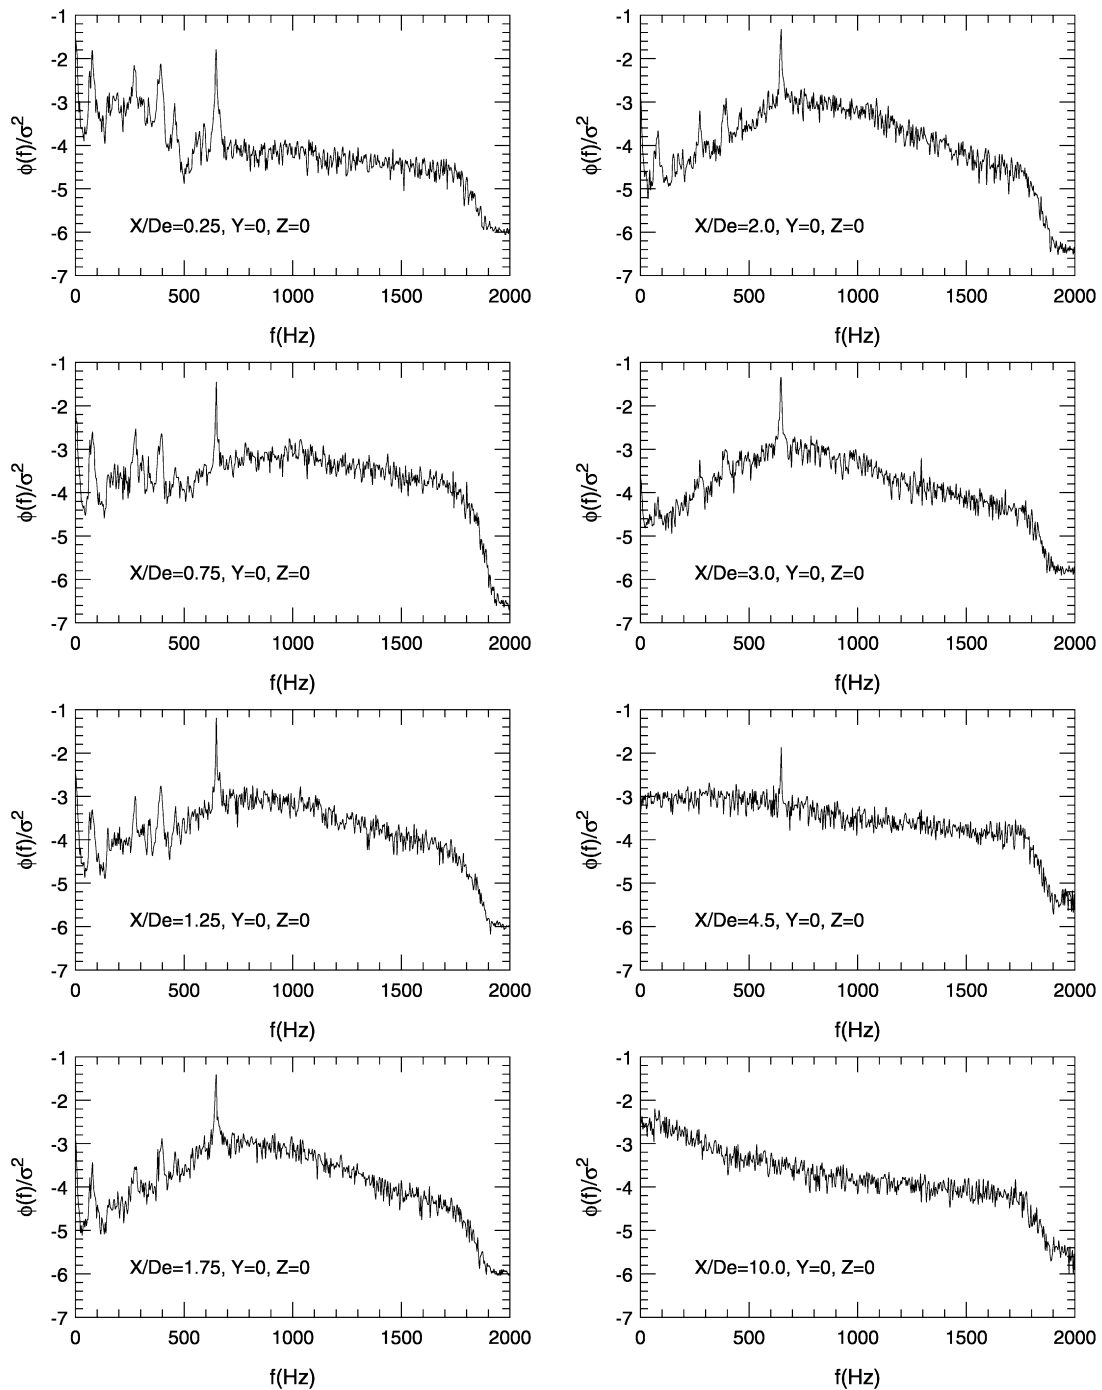 -1
-2
-3
-4
-5
-6
-7
ϕ(f)/σ²
X/De=0.25, Y=0, Z=0
0 500 1000 1500 2000
f(Hz)
-1
-2
-3
-4
-5
-6
-7
ϕ(f)/σ²
X/De=2.0, Y=0, Z=0
0 500 1000 1500 2000
f(Hz)
-1
-2
-3
-4
-5
-6
-7
ϕ(f)/σ²
X/De=0.75, Y=0, Z=0
0 500 1000 1500 2000
f(Hz)
-1
-2
-3
-4
-5
-6
-7
ϕ(f)/σ²
X/De=3.0, Y=0, Z=0
0 500 1000 1500 2000
f(Hz)
-1
-2
-3
-4
-5
-6
-7
ϕ(f)/σ²
X/De=1.25, Y=0, Z=0
0 500 1000 1500 2000
f(Hz)
-1
-2
-3
-4
-5
-6
-7
ϕ(f)/σ²
X/De=4.5, Y=0, Z=0
0 500 1000 1500 2000
f(Hz)
-1
-2
-3
-4
-5
-6
-7
ϕ(f)/σ²
X/De=1.75, Y=0, Z=0
0 500 1000 1500 2000
f(Hz)
-1
-2
-3
-4
-5
-6
-7
ϕ(f)/σ²
X/De=10.0, Y=0, Z=0
0 500 1000 1500 2000
f(Hz)